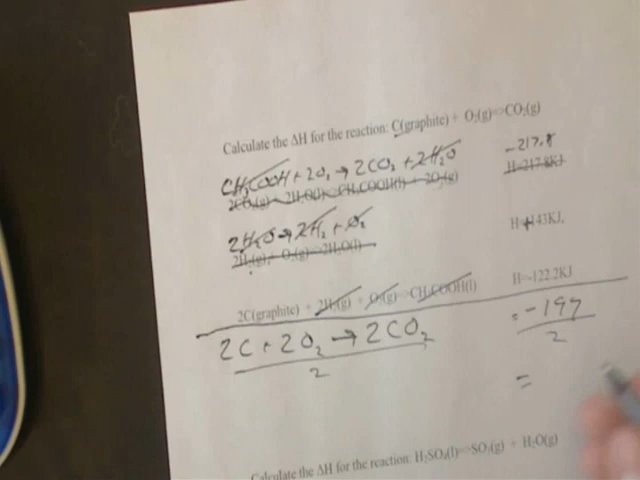 Calculate the ΔH for the reaction: C(graphite) + O₂(g)=>CO₂(g)
-217.8
CH₃COOH + 2O₂ → 2CO₂ + 2H₂O
2CO₂(g) + 2H₂O(l)=>CH₃COOH(l) + 2O₂(g) H=217.8KJ
2H₂O → 2H₂ + O₂ H=+143KJ.
2H₂(g) + O₂(g)=>2H₂O(l)
2C(graphite) + 2H₂(g) + O₂(g)=>CH₃COOH(l) H=-122.2KJ
2C + 2O₂ → 2CO₂ = -197
2 2
=
Calculate the ΔH for the reaction: H₂SO₄(l)=>SO₃(g) + H₂O(g)